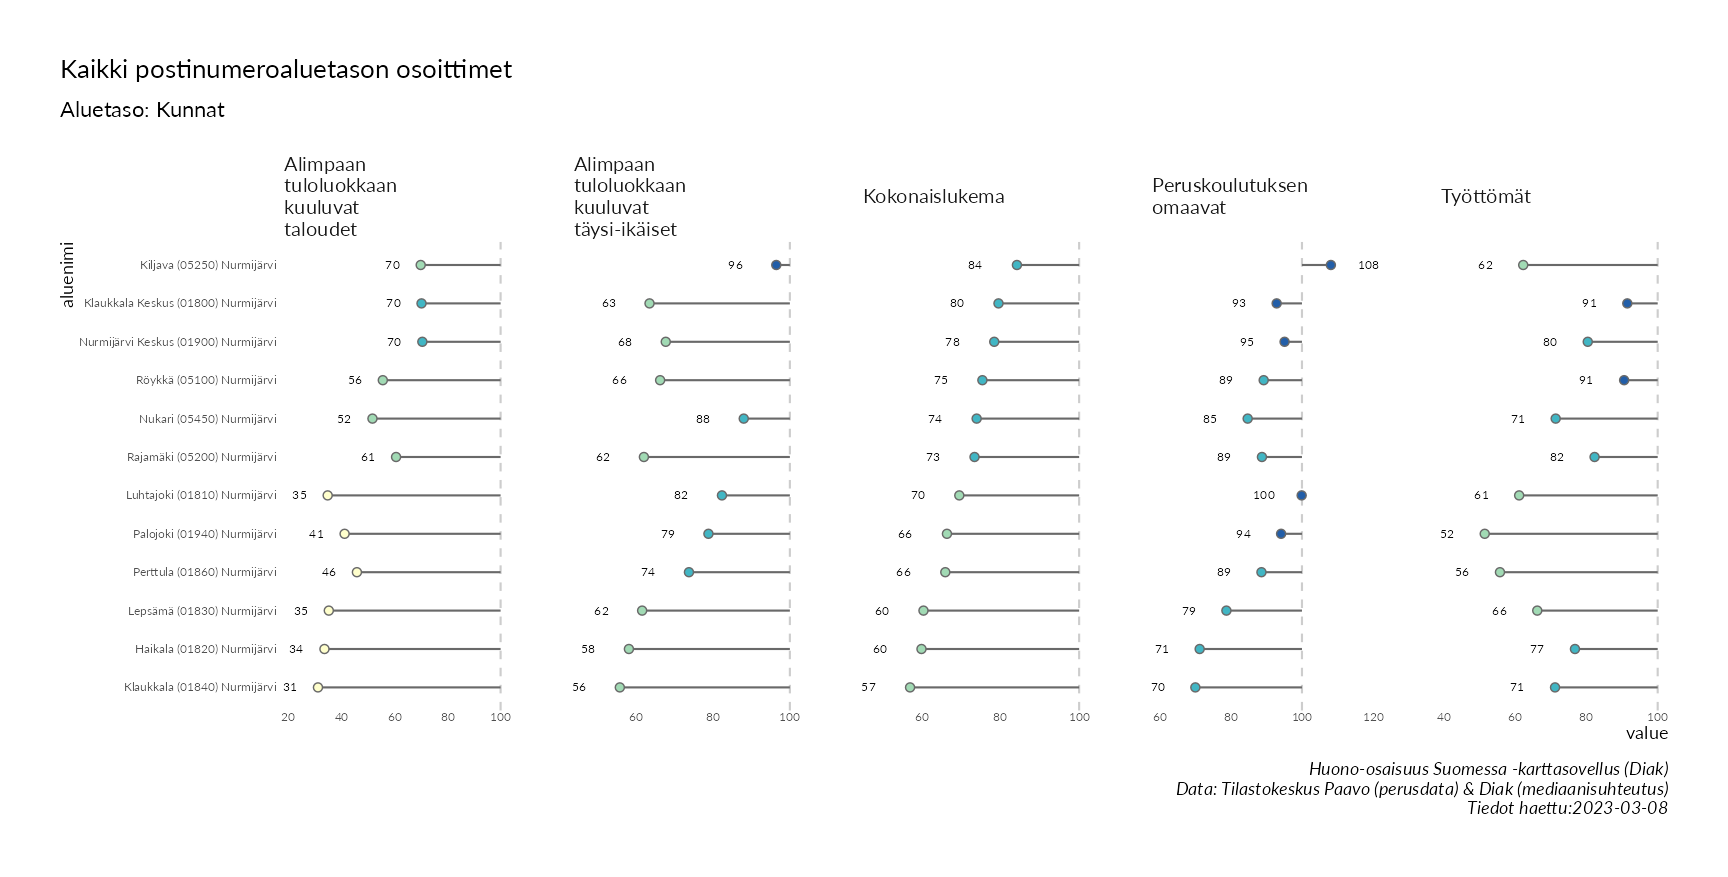 Kaikki postinumeroaluetason osoittimet
Aluetaso: Kunnat
Alimpaan
tuloluokkaan
kuuluvat
taloudet
Alimpaan
tuloluokkaan
kuuluvat
täysi-ikäiset
Kokonaislukema
Peruskoulutuksen
omaavat
Työttömät
aluenimi
Kiljava (05250) Nurmijärvi 70 96 84 108 62
Klaukkala Keskus (01800) Nurmijärvi 70 63 80 93 91
Nurmijärvi Keskus (01900) Nurmijärvi 70 68 78 95 80
Röykkä (05100) Nurmijärvi 56 66 75 89 91
Nukari (05450) Nurmijärvi 52 88 74 85 71
Rajamäki (05200) Nurmijärvi 61 62 73 89 82
Luhtajoki (01810) Nurmijärvi 35 82 70 100 61
Palojoki (01940) Nurmijärvi 41 79 66 94 52
Perttula (01860) Nurmijärvi 46 74 66 89 56
Lepsämä (01830) Nurmijärvi 35 62 60 79 66
Haikala (01820) Nurmijärvi 34 58 60 71 77
Klaukkala (01840) Nurmijärvi 31 56 57 70 71
20 40 60 80 100 60 80 100 60 80 100 60 80 100 120 40 60 80 100
value
Huono-osaisuus Suomessa -karttasovellus (Diak)
Data: Tilastokeskus Paavo (perusdata) & Diak (mediaanisuhteutus)
Tiedot haettu:2023-03-08